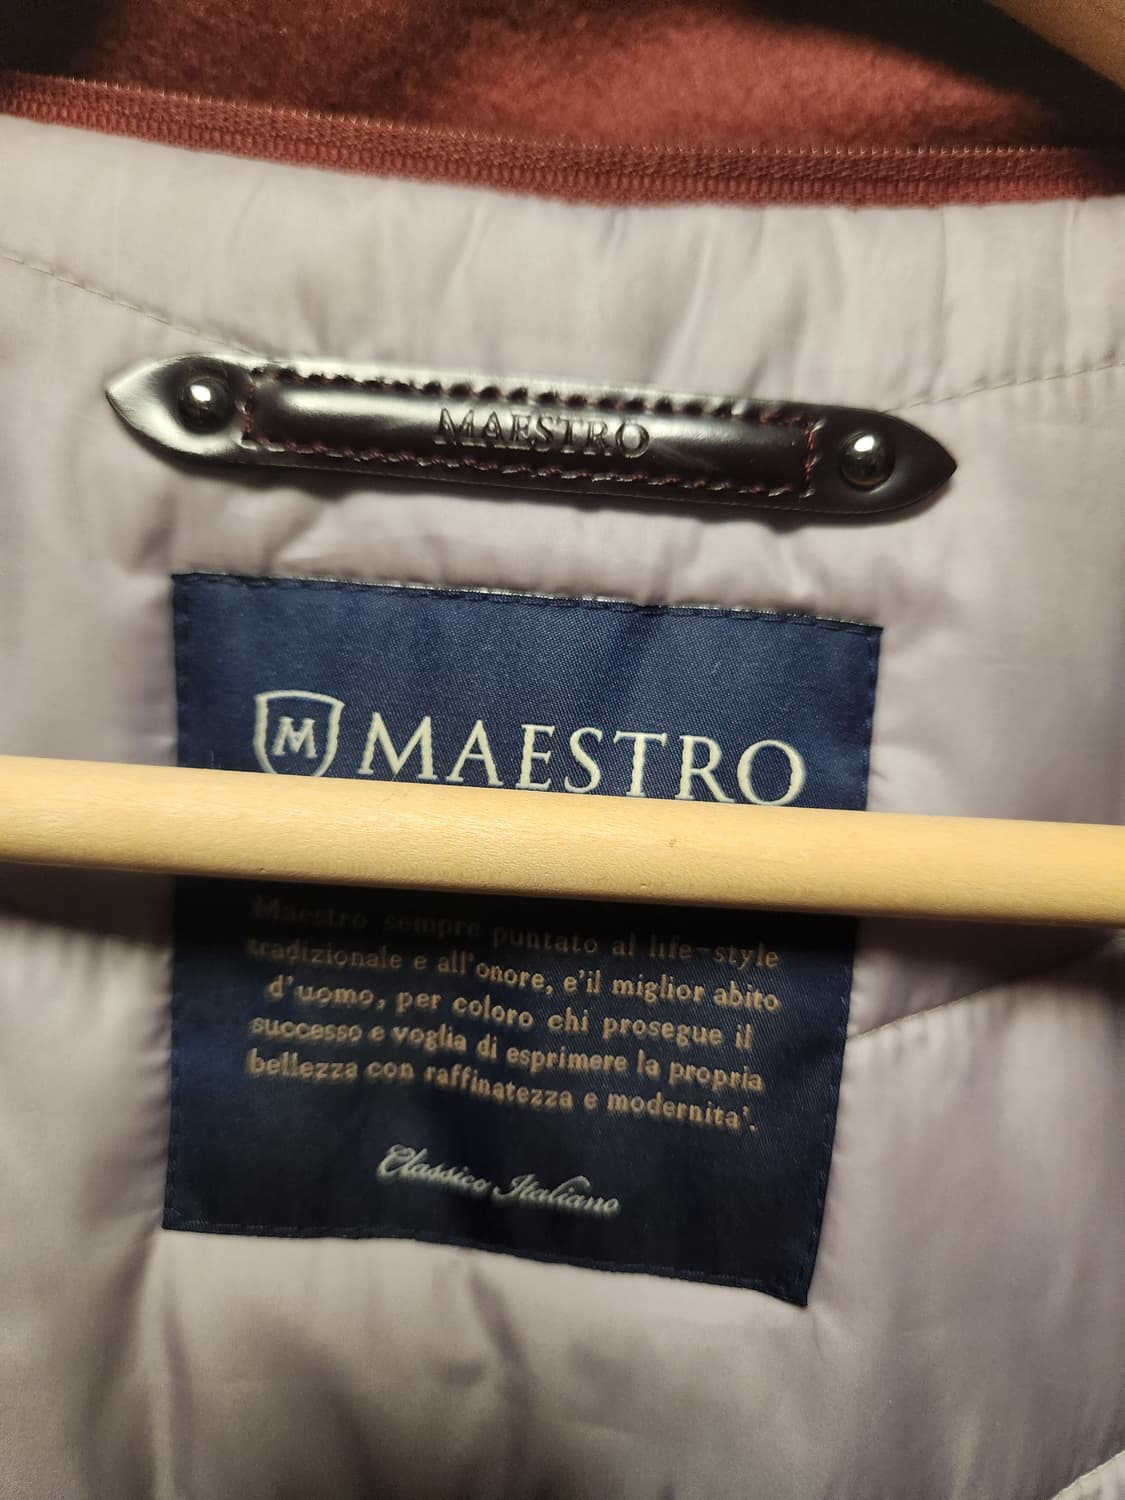 MAESTRO
M MAESTRO
Maestro sempre puntato al life-style
tradizionale e all'onore, e'il miglior abito
d'uomo, per coloro chi prosegue il
successo e voglia di esprimere la propria
bellezza con raffinatezza e modernita'.
Classico Italiano